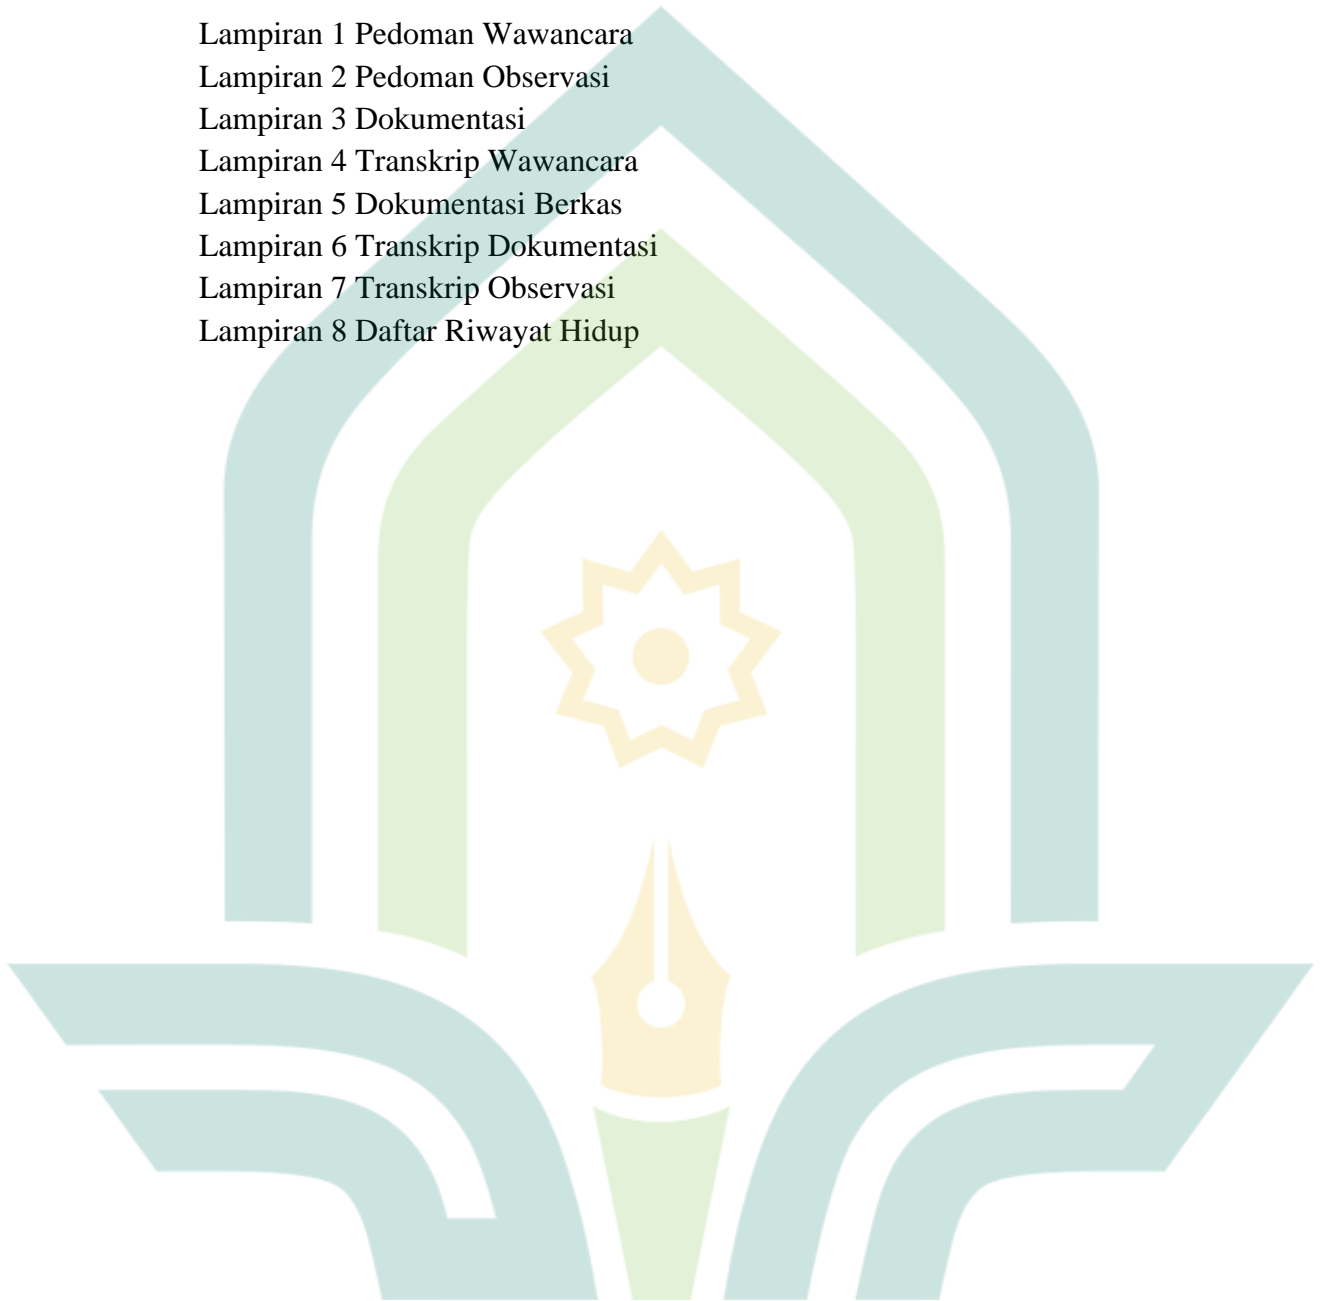 Lampiran 1 Pedoman Wawancara
Lampiran 2 Pedoman Observasi
Lampiran 3 Dokumentasi
Lampiran 4 Transkrip Wawancara
Lampiran 5 Dokumentasi Berkas
Lampiran 6 Transkrip Dokumentasi
Lampiran 7 Transkrip Observasi
Lampiran 8 Daftar Riwayat Hidup